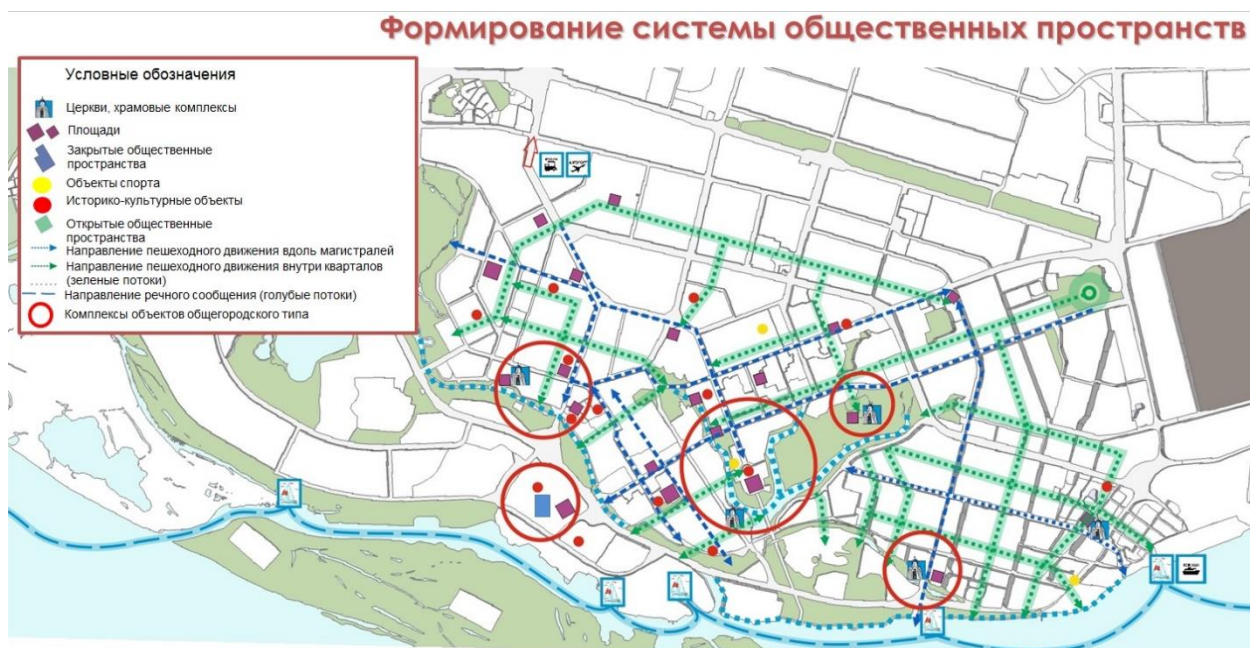 Формирование системы общественных пространств
Условные обозначения
Церкви, храмовые комплексы
Площади
Закрытые общественные
пространства
Объекты спорта
Историко-культурные объекты
Открытые общественные
пространства
Направление пешеходного движения вдоль магистралей
Направление пешеходного движения внутри кварталов
(зеленые потоки)
Направление речного сообщения (голубые потоки)
Комплексы объектов общегородского типа